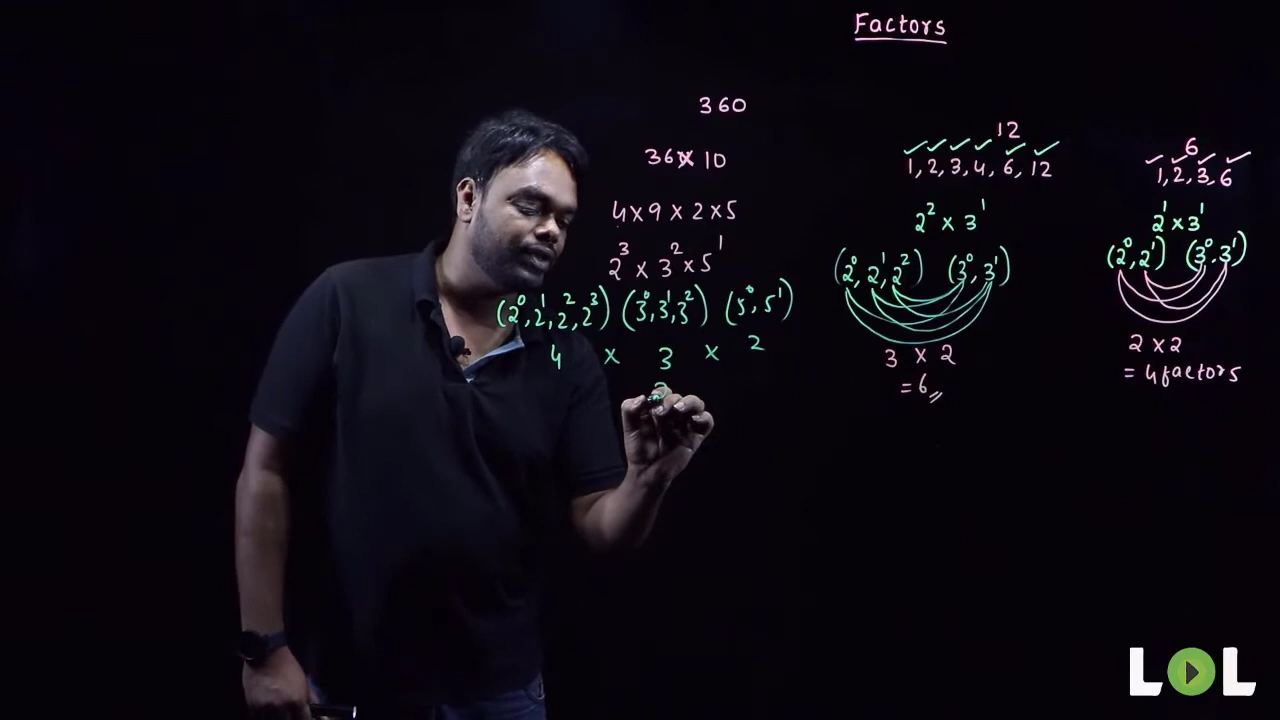 Factors
360
36 x 10
4 x 9 x 2 x 5
2³ x 3² x 5¹
(2⁰, 2¹, 2², 2³) (3⁰, 3¹, 3²) (5⁰, 5¹)
4 x 3 x 2
12
1, 2, 3, 4, 6, 12
2² x 3¹
(2⁰, 2¹, 2²) (3⁰, 3¹)
3 x 2
= 6
6
1, 2, 3, 6
2¹ x 3¹
(2⁰, 2¹) (3⁰, 3¹)
2 x 2
= 4 factors
LOL